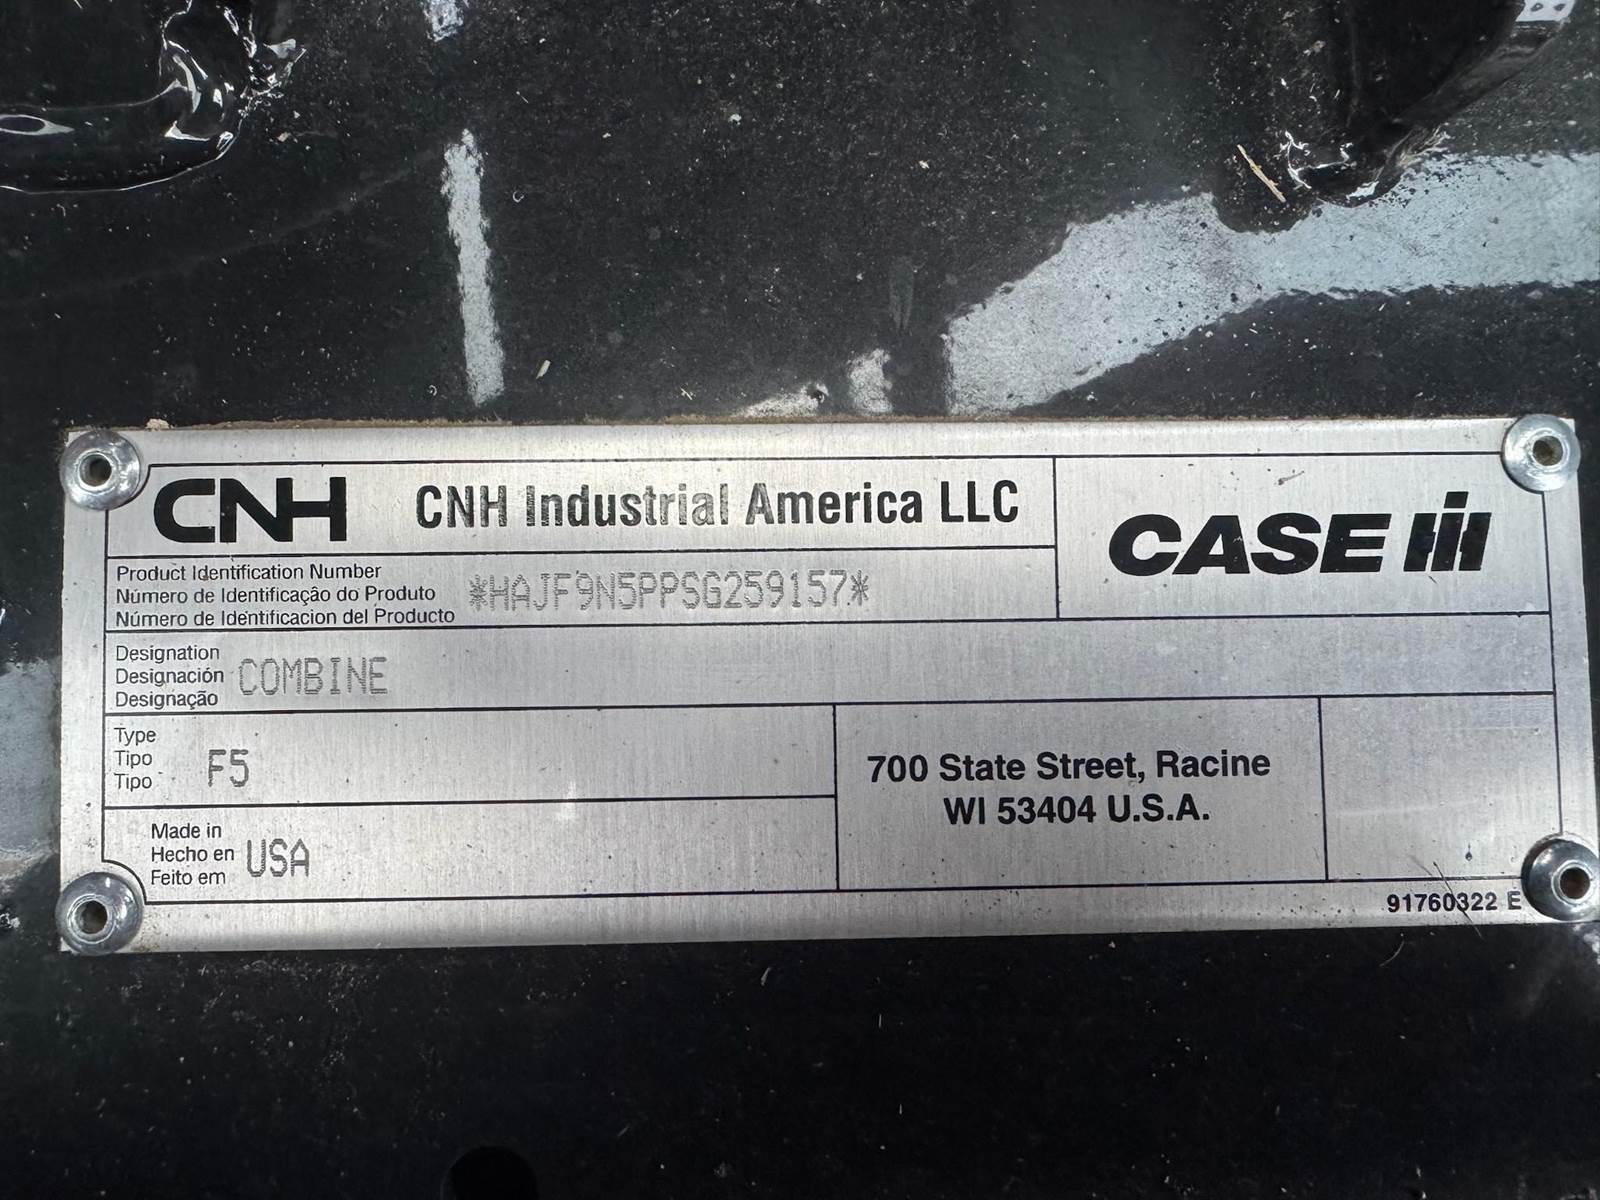 CNH CNH Industrial America LLC
CASE IH
Product Identification Number
Número de Identificação do Produto
Número de Identificacion del Producto
*HAJF9N5PPSG259157*
Designation
Designación
Designação
COMBINE
Type
Tipo
Tipo
F5
700 State Street, Racine
WI 53404 U.S.A.
Made in
Hecho en
Feito em
USA
91760322 E